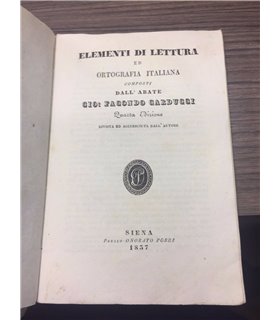 ELEMENTI DI LETTURA
ED
ORTOGRAFIA ITALIANA
COMPOSTI
DALL'ABATE
GIO: FACONDO CARDUCCI
Quarta Edizione
RIVISTA ED ACCRESCIUTA DALL'AUTORE
SIENA
Presso ONORATO PORRI
1837